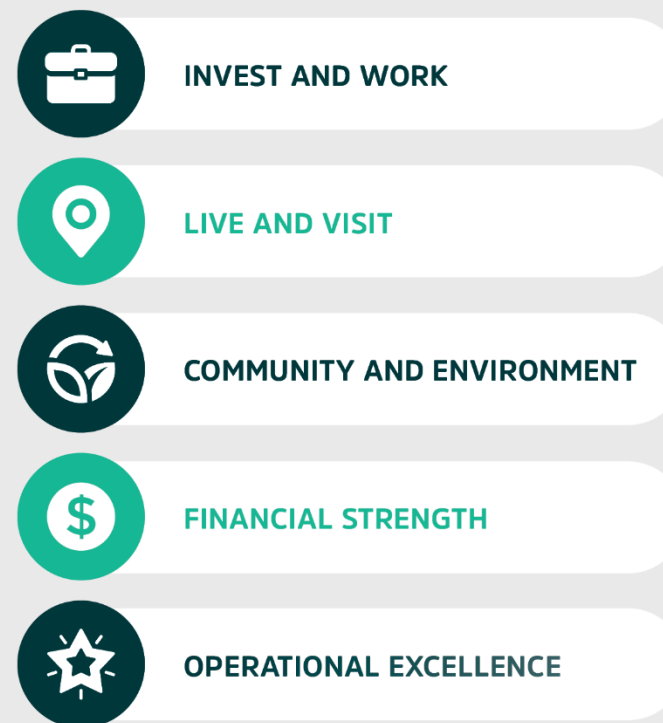 INVEST AND WORK
LIVE AND VISIT
COMMUNITY AND ENVIRONMENT
$
FINANCIAL STRENGTH
OPERATIONAL EXCELLENCE